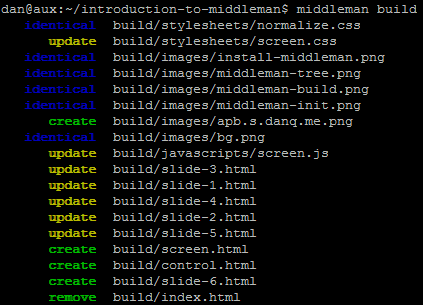 dan@aux:~/introduction-to-middleman$ middleman build
identical build/stylesheets/normalize.css
update build/stylesheets/screen.css
identical build/images/install-middleman.png
identical build/images/middleman-tree.png
identical build/images/middleman-build.png
identical build/images/middleman-init.png
create build/images/apb.s.danq.me.png
identical build/images/bg.png
update build/javascripts/screen.js
update build/slide-3.html
update build/slide-1.html
update build/slide-4.html
update build/slide-2.html
update build/slide-5.html
create build/screen.html
create build/control.html
create build/slide-6.html
remove build/index.html